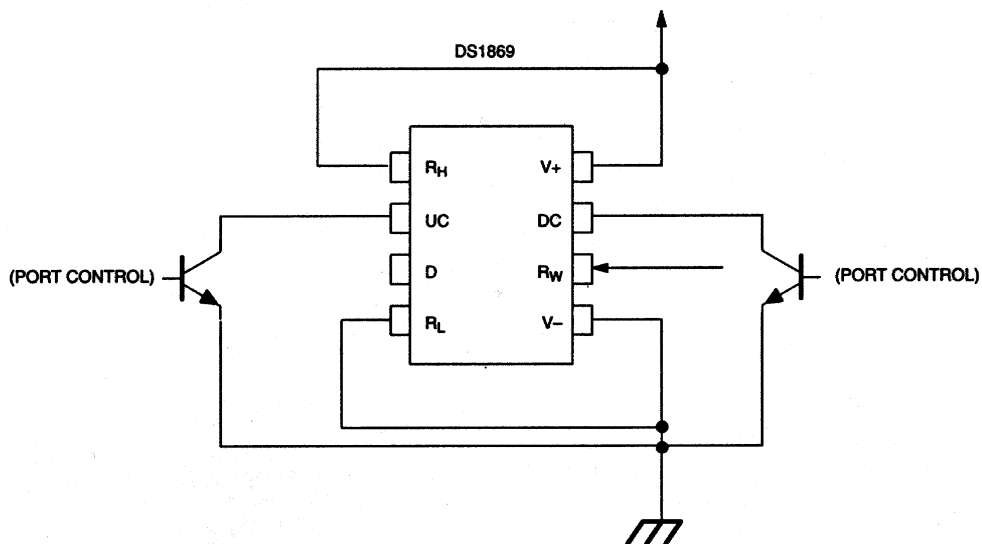 DS1869
RH
V+
UC
DC
(PORT CONTROL)
D
RW
(PORT CONTROL)
RL
V–